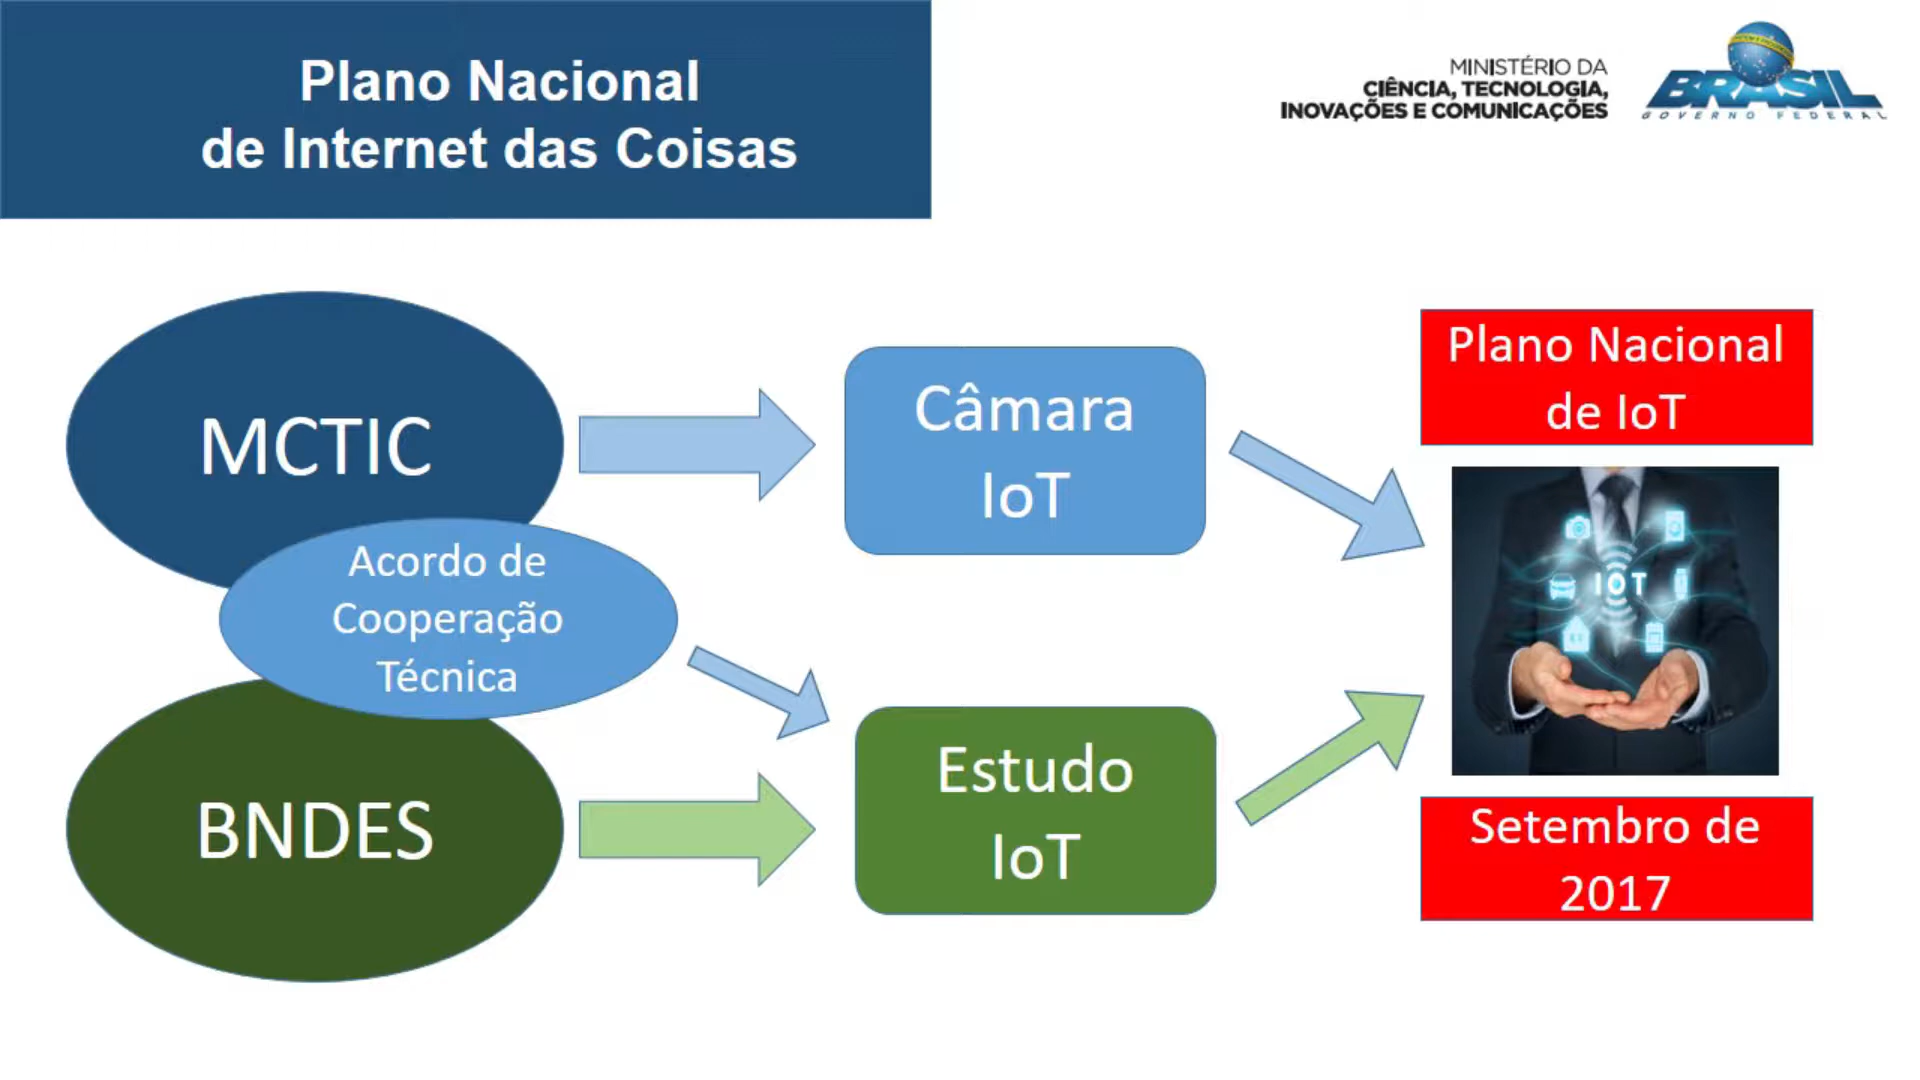 Plano Nacional
de Internet das Coisas
MINISTÉRIO DA
CIÊNCIA, TECNOLOGIA,
INOVAÇÕES E COMUNICAÇÕES
BRASIL
GOVERNO FEDERAL
MCTIC
Acordo de
Cooperação
Técnica
BNDES
Câmara
IoT
Estudo
IoT
Plano Nacional
de IoT
IOT
Setembro de
2017